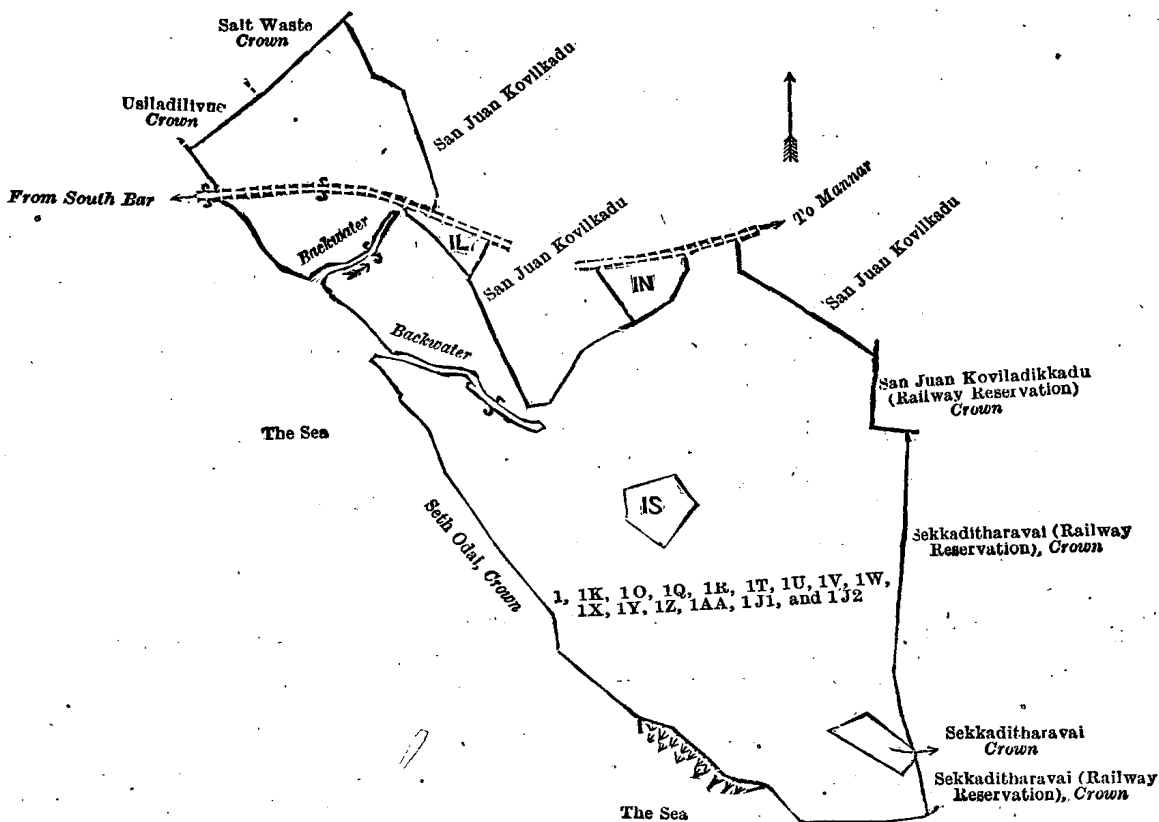 Salt Waste
Crown
Usiladilivue
Crown
San Juan Kovilkadu
From South Bar
Backwater
1L
San Juan Kovilkadu
1N
To Mannar
San Juan Kovilkadu
Backwater
San Juan Koviladikkadu
(Railway Reservation)
Crown
The Sea
1S
Seth Odai, Crown
Sekkaditharavai (Railway
Reservation), Crown
1, 1K, 1O, 1Q, 1R, 1T, 1U, 1V, 1W,
1X, 1Y, 1Z, 1AA, 1J1, and 1J2
Sekkaditharavai
Crown
Sekkaditharavai (Railway
Reservation), Crown
The Sea